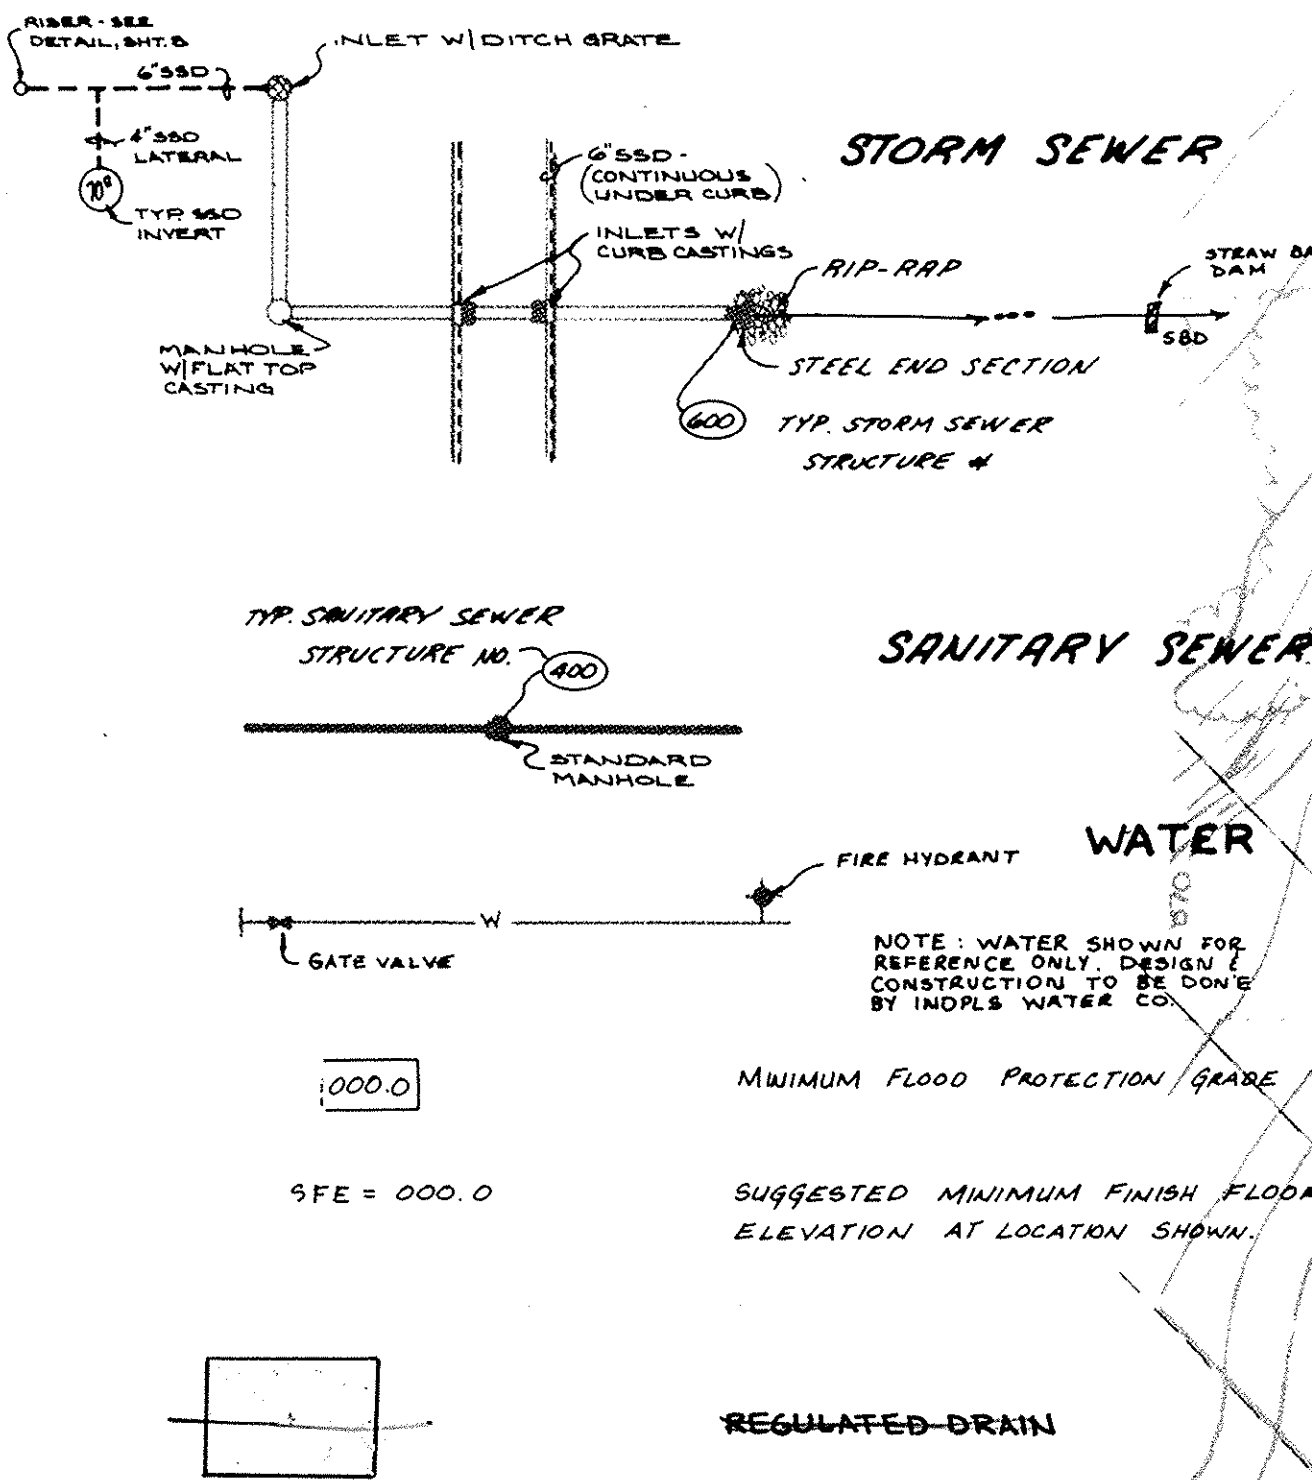 RISER - SEE
DETAIL, SHT. 8
INLET W/ DITCH GRATE
6" SSD
4" SSD
LATERAL
TYP. SSD
INVERT
6" SSD -
(CONTINUOUS
UNDER CURB)
STORM SEWER
INLETS W/
CURB CASTINGS
RIP-RAP
STRAW BA
DAM
SBD
MANHOLE
W/ FLAT TOP
CASTING
STEEL END SECTION
600
TYP. STORM SEWER
STRUCTURE #
TYP. SANITARY SEWER
STRUCTURE NO.
400
SANITARY SEWER
STANDARD
MANHOLE
WATER
FIRE HYDRANT
W
GATE VALVE
NOTE: WATER SHOWN FOR
REFERENCE ONLY. DESIGN &
CONSTRUCTION TO BE DONE
BY INDPLS WATER CO.
000.0
MINIMUM FLOOD PROTECTION GRADE
SFE = 000.0
SUGGESTED MINIMUM FINISH FLOOR
ELEVATION AT LOCATION SHOWN.
REGULATED DRAIN